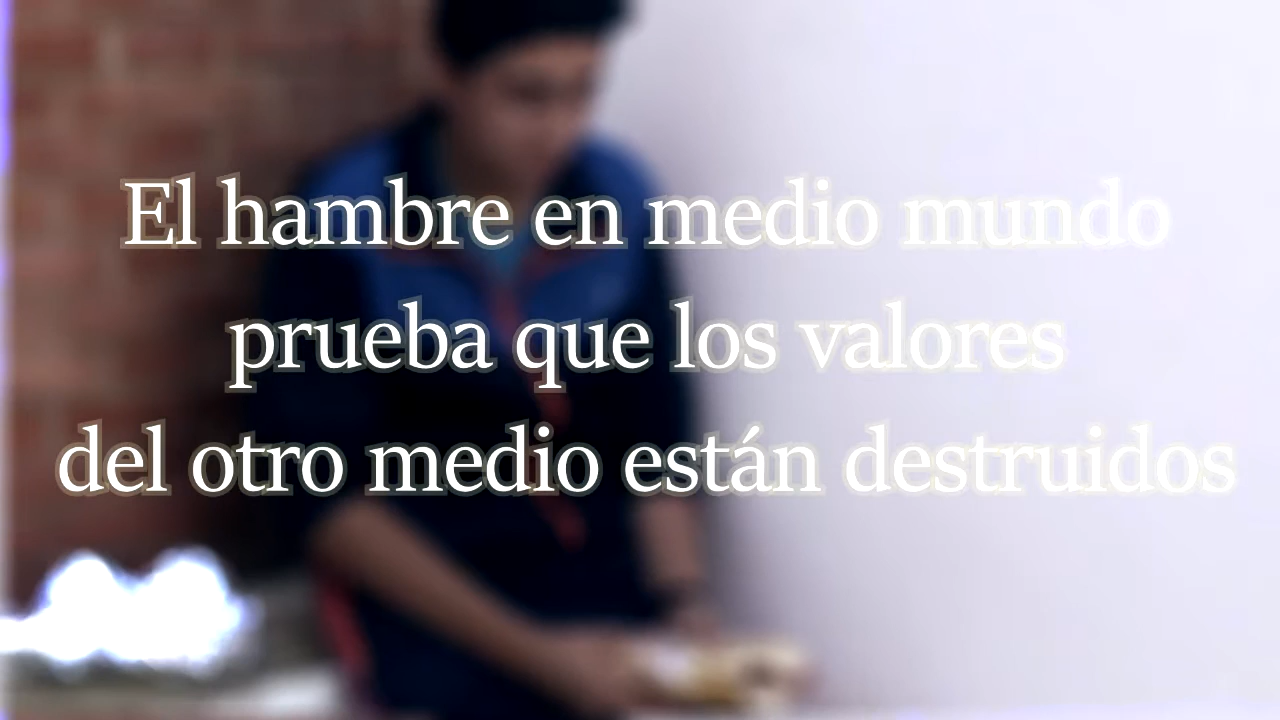 El hambre en medio mundo
prueba que los valores
del otro medio están destruidos